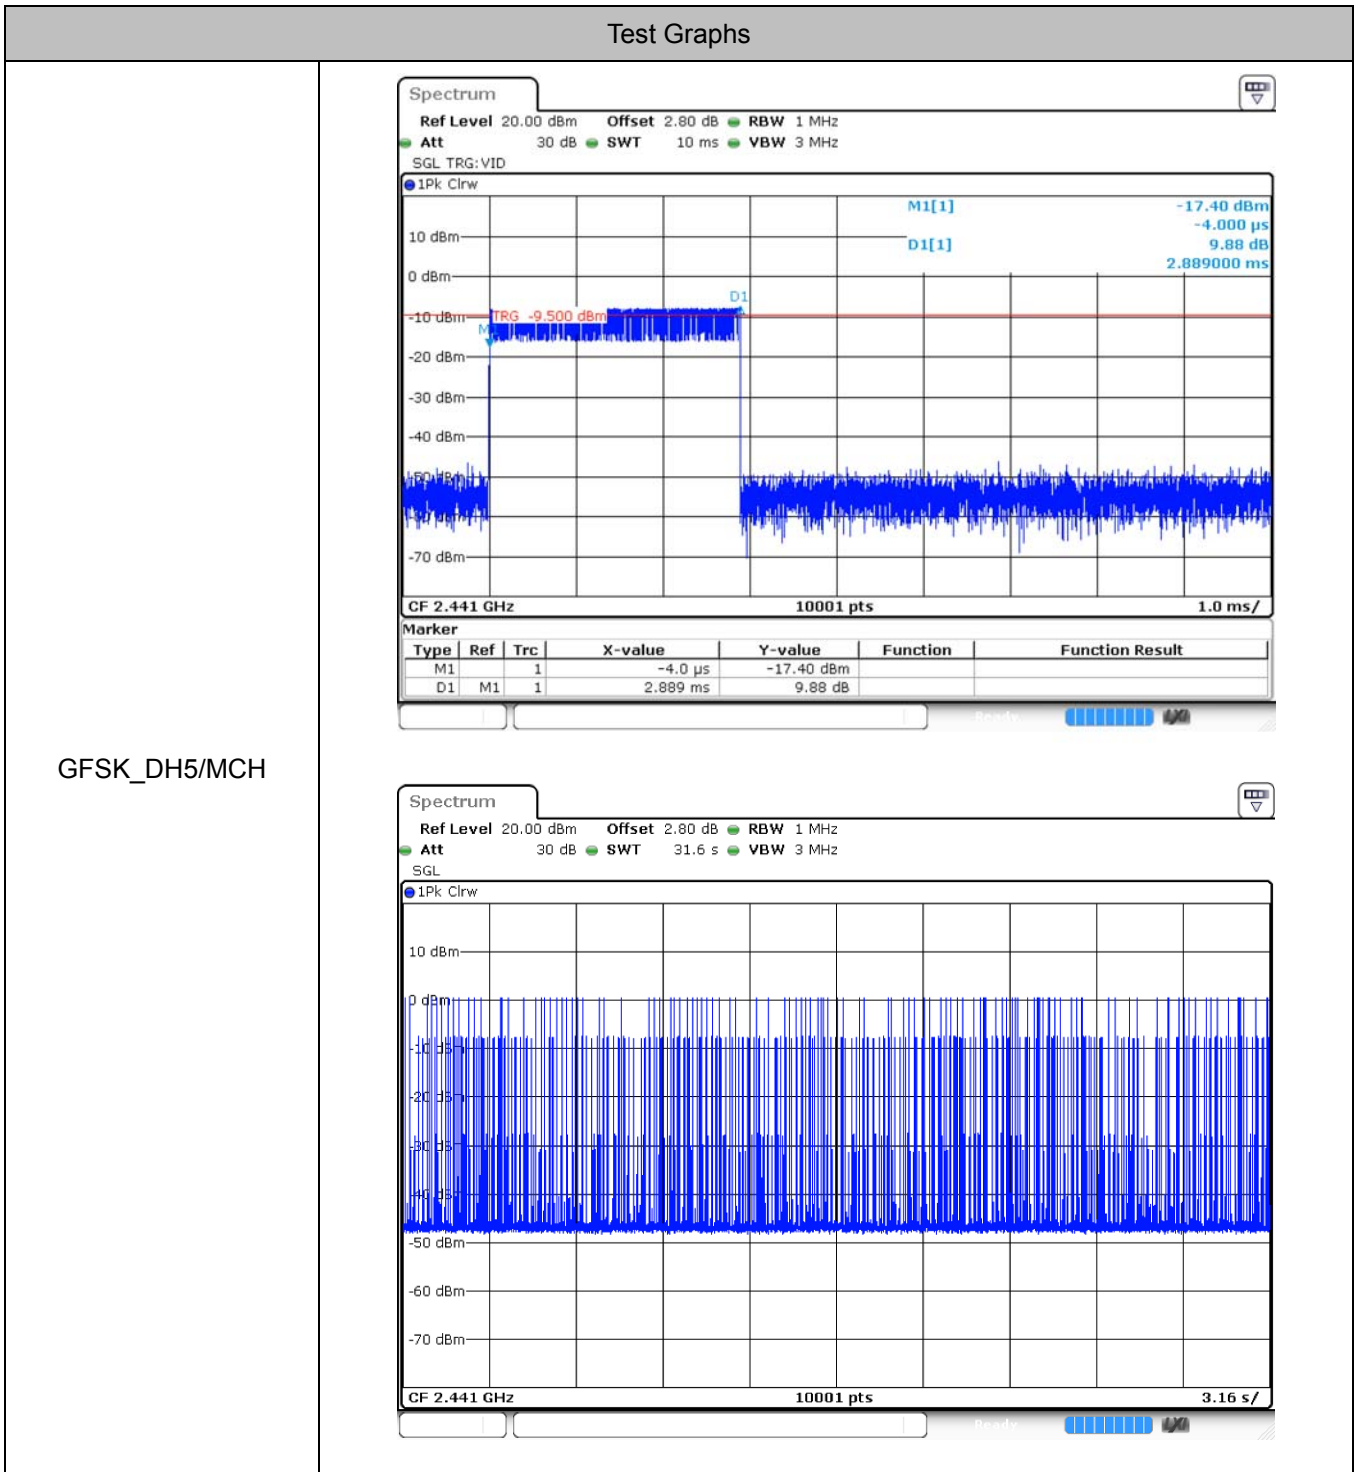 Test Graphs
GFSK_DH5/MCH
Spectrum
Ref Level 20.00 dBm Offset 2.80 dB RBW 1 MHz
Att 30 dB SWT 10 ms VBW 3 MHz
SGL TRG:VID
1Pk Clrw
M1[1] -17.40 dBm
-4.000 µs
10 dBm
D1[1] 9.88 dB
2.889000 ms
0 dBm
D1
-10 dBm
TRG -9.500 dBm
-20 dBm
-30 dBm
-40 dBm
-70 dBm
CF 2.441 GHz 10001 pts 1.0 ms/
Marker
Type Ref Trc X-value Y-value Function Function Result
M1 1 -4.0 µs -17.40 dBm
D1 M1 1 2.889 ms 9.88 dB
Ready
Spectrum
Ref Level 20.00 dBm Offset 2.80 dB RBW 1 MHz
Att 30 dB SWT 31.6 s VBW 3 MHz
SGL
1Pk Clrw
10 dBm
0 dBm
-50 dBm
-60 dBm
-70 dBm
CF 2.441 GHz 10001 pts 3.16 s/
Ready